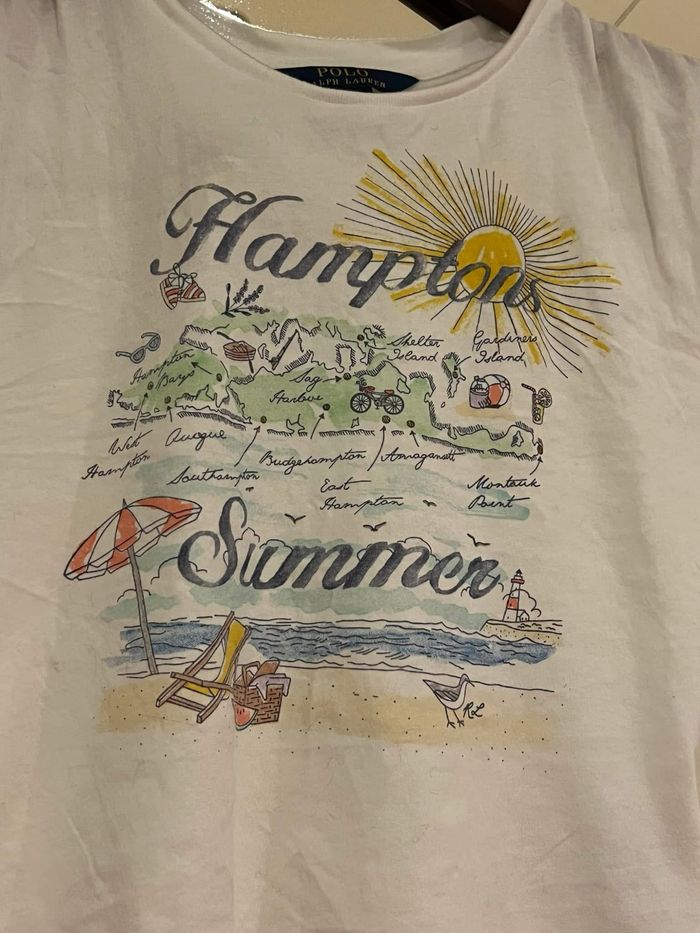 POLO
RALPH LAUREN
Hamptons
Shelter
Island
Gardiners
Island
Hampton
Bays
Sag
Harbor
West
Hampton
Quogue
Southampton
Bridgehampton
Amagansett
East
Hampton
Montauk
Point
Summer
RL